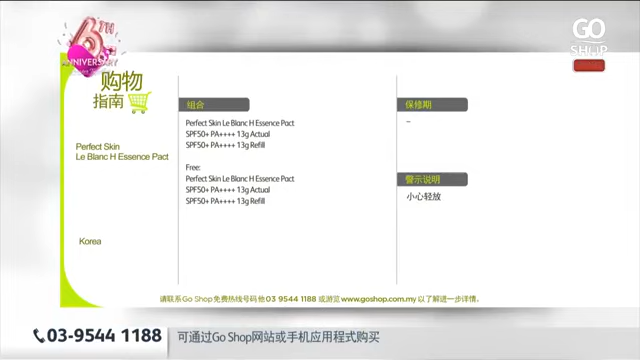 6TH
ANNIVERSARY
GO
SHOP
购物
指南
Perfect Skin
Le Blanc H Essence Pact
Korea
组合
Perfect Skin Le Blanc H Essence Pact
SPF50+ PA++++ 13g Actual
SPF50+ PA++++ 13g Refill
Free:
Perfect Skin Le Blanc H Essence Pact
SPF50+ PA++++ 13g Actual
SPF50+ PA++++ 13g Refill
保修期
–
警示说明
小心轻放
请联系Go Shop免费热线号码他03 9544 1188 或游览www.goshop.com.my 以了解进一步详情。
03-9544 1188
可通过Go Shop网站或手机应用程式购买